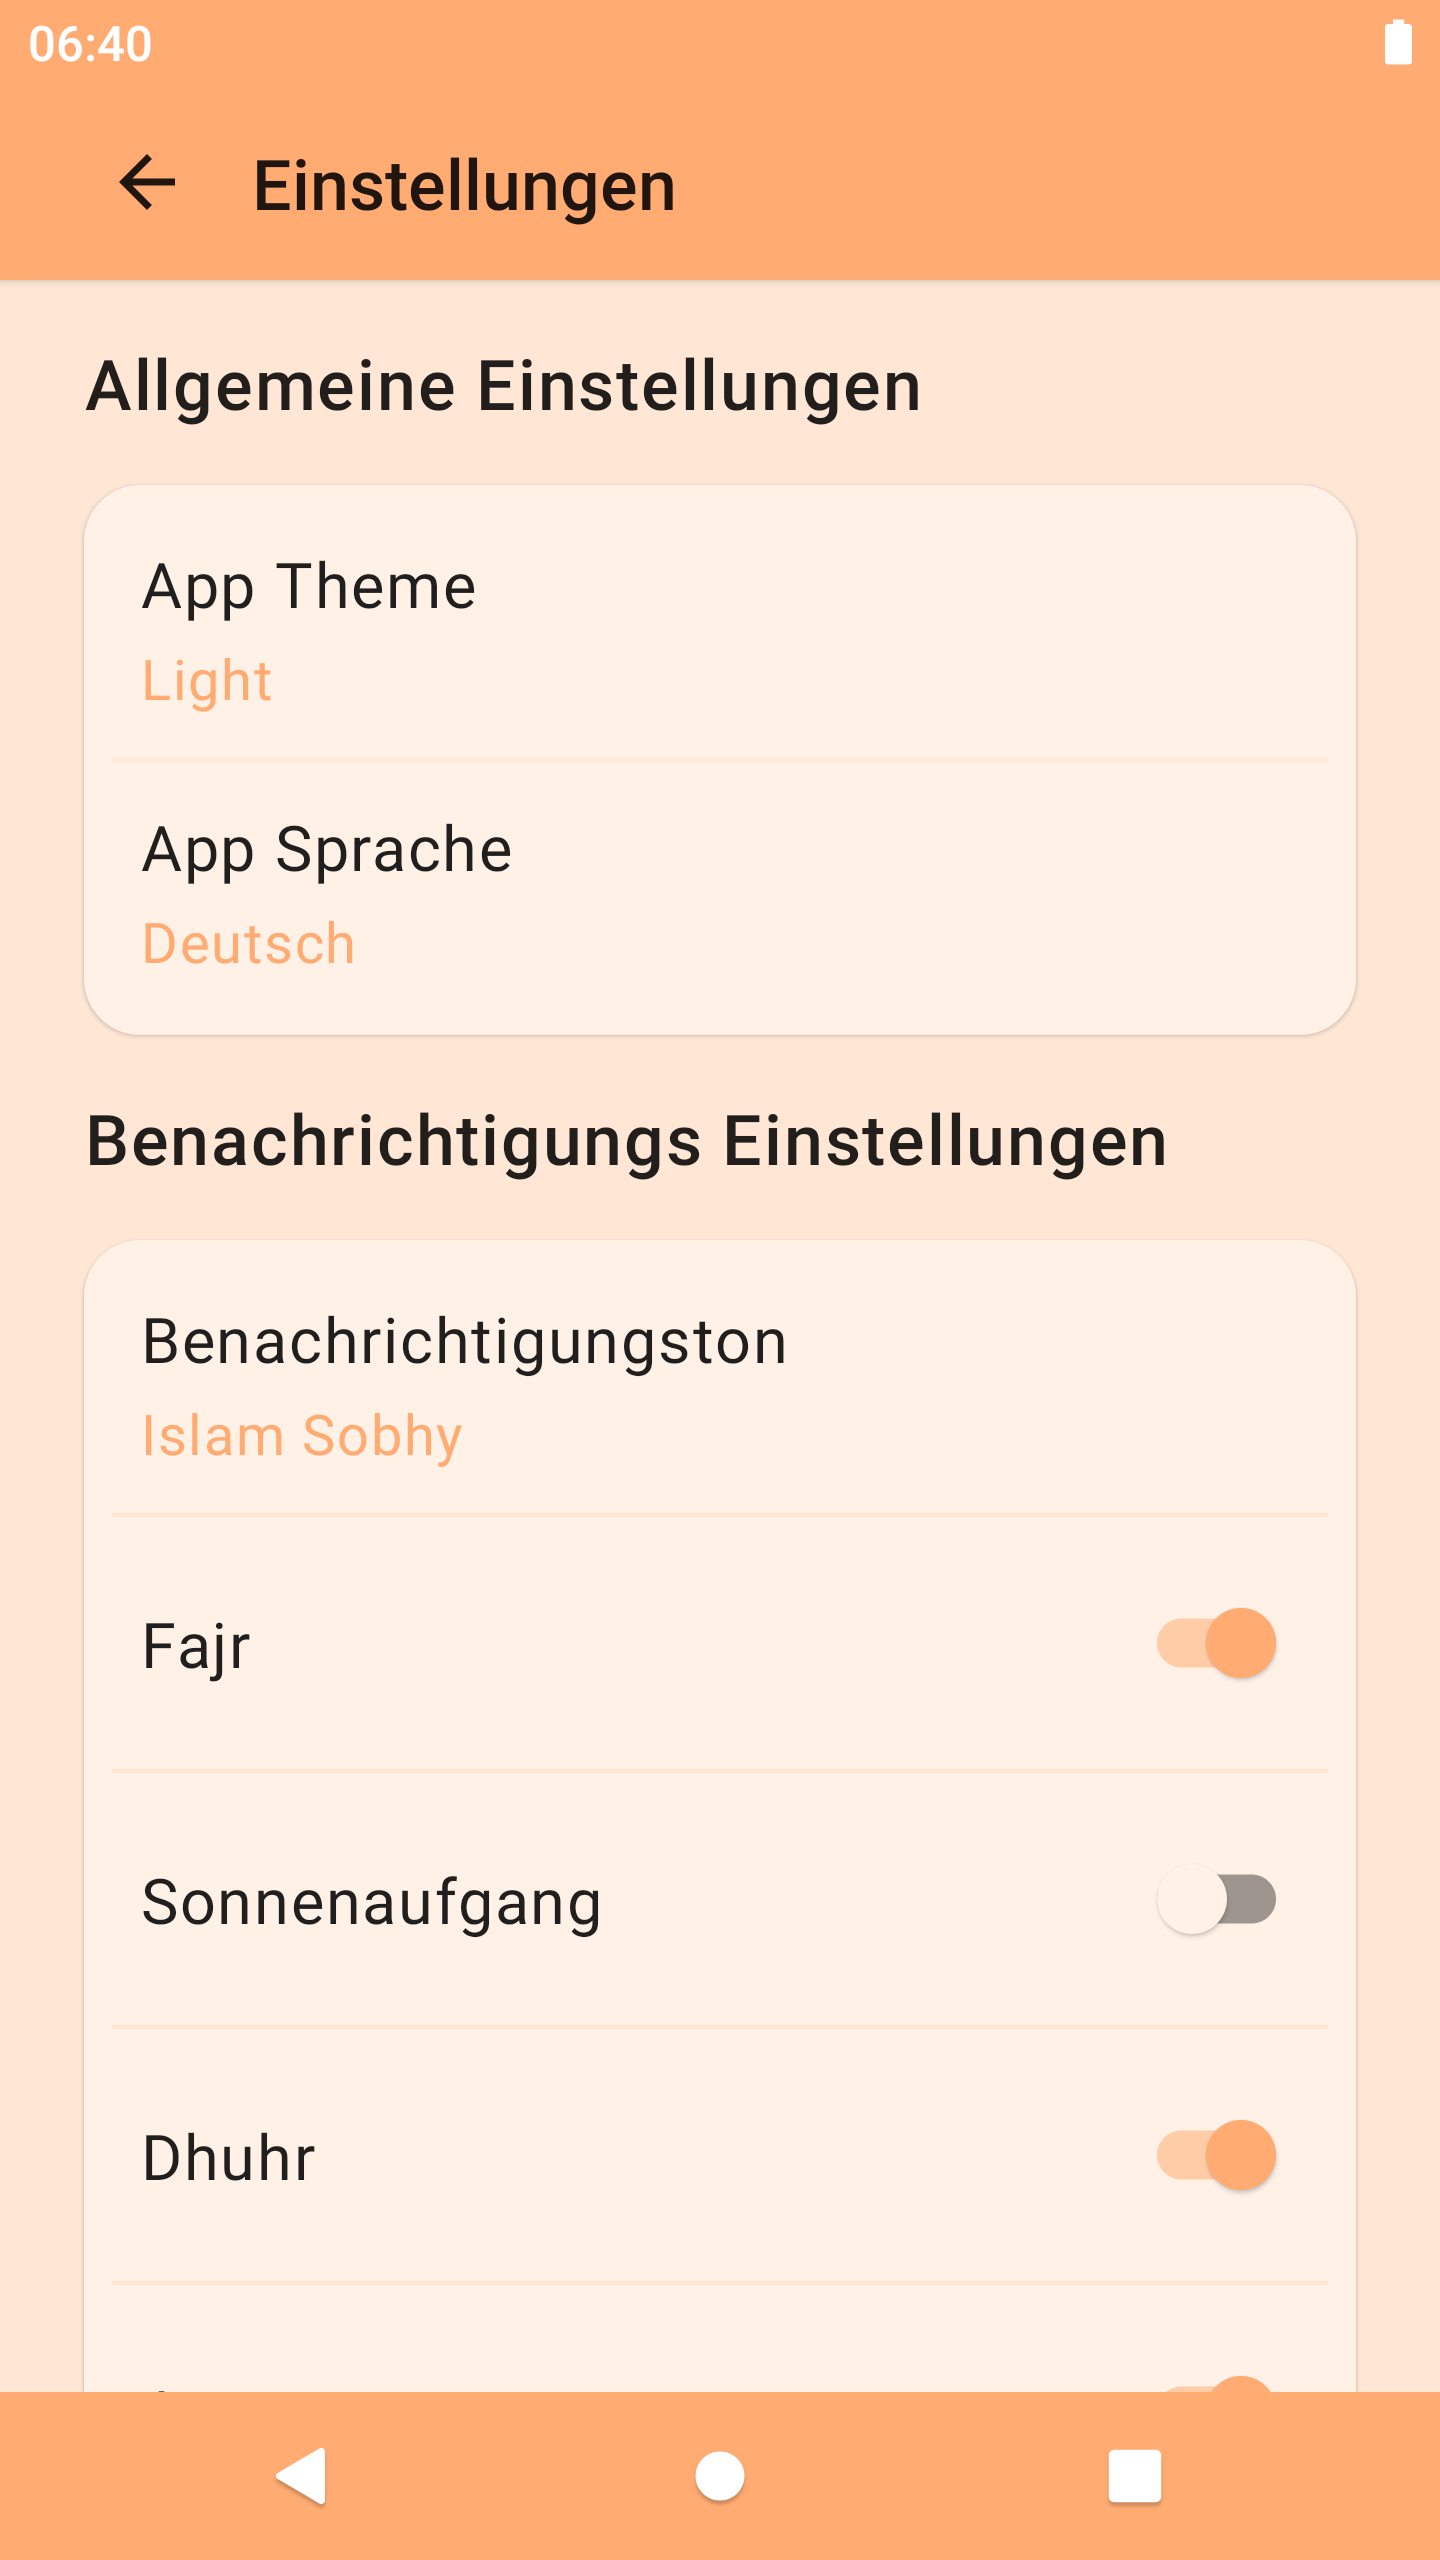 06:40
Einstellungen
Allgemeine Einstellungen
App Theme
Light
App Sprache
Deutsch
Benachrichtigungs Einstellungen
Benachrichtigungston
Islam Sobhy
Fajr
Sonnenaufgang
Dhuhr